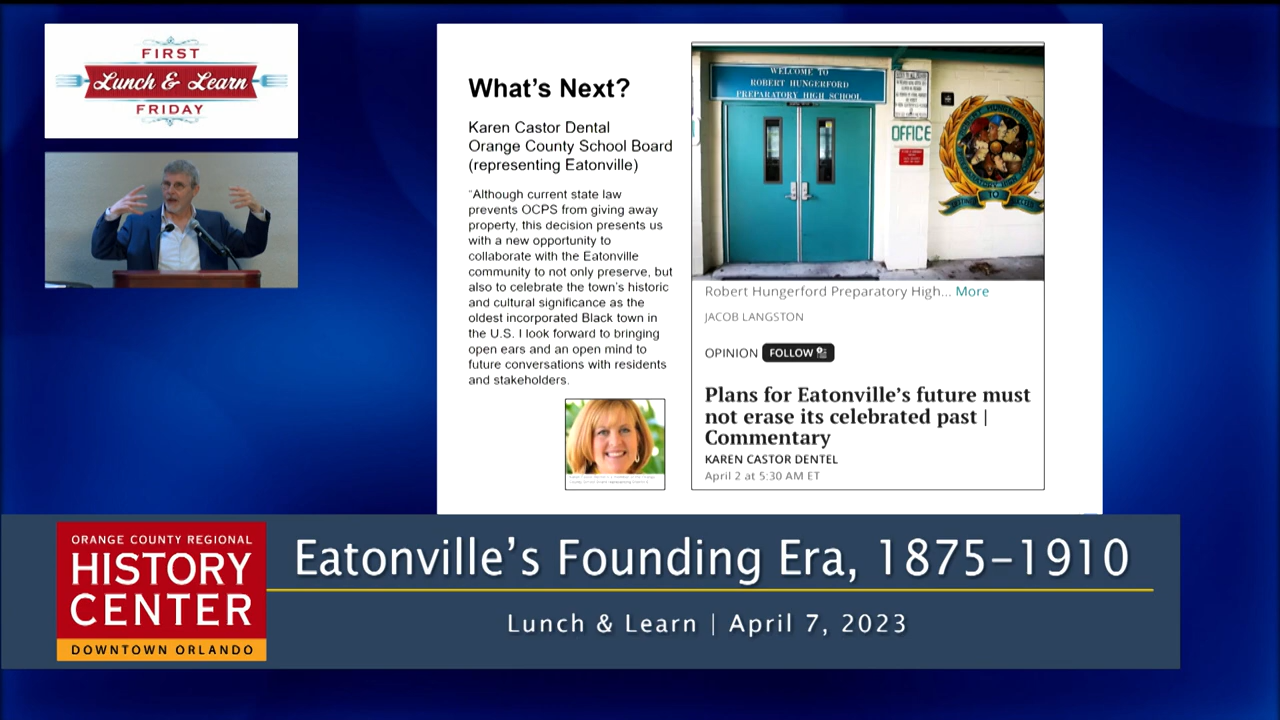 FIRST
Lunch & Learn
FRIDAY
What's Next?
Karen Castor Dental
Orange County School Board
(representing Eatonville)
“Although current state law
prevents OCPS from giving away
property, this decision presents us
with a new opportunity to
collaborate with the Eatonville
community to not only preserve, but
also to celebrate the town's historic
and cultural significance as the
oldest incorporated Black town in
the U.S. I look forward to bringing
open ears and an open mind to
future conversations with residents
and stakeholders.
WELCOME TO
ROBERT HUNGERFORD
PREPARATORY HIGH SCHOOL
OFFICE
TO
Robert Hungerford Preparatory High... More
JACOB LANGSTON
OPINION FOLLOW
Plans for Eatonville's future must
not erase its celebrated past |
Commentary
KAREN CASTOR DENTEL
April 2 at 5:30 AM ET
ORANGE COUNTY REGIONAL
HISTORY
CENTER
DOWNTOWN ORLANDO
Eatonville's Founding Era, 1875–1910
Lunch & Learn | April 7, 2023